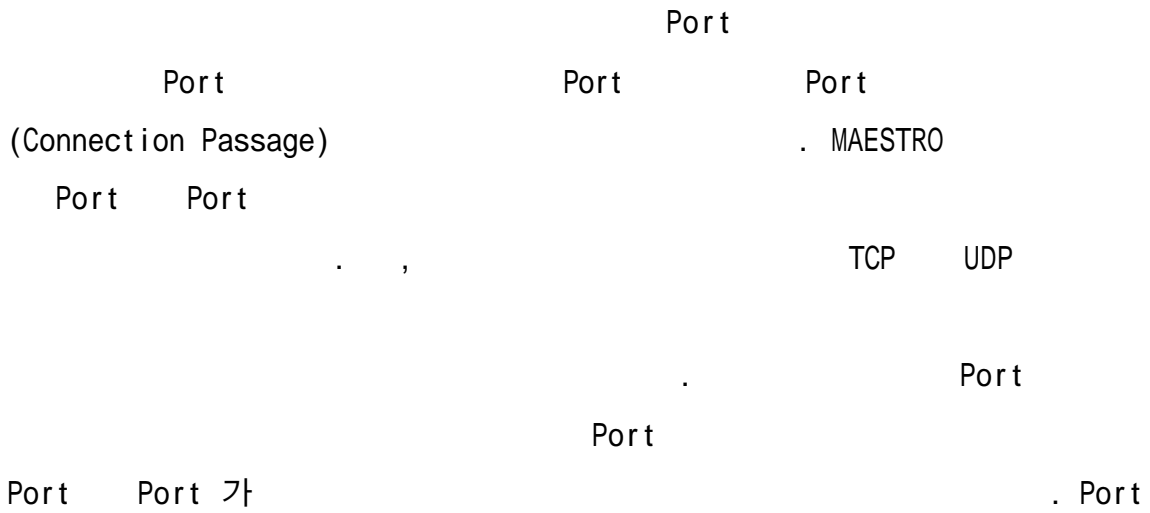 Port
Port Port Port
(Connection Passage) . MAESTRO
Port Port
. , TCP UDP
. Port
Port
Port Port 가 . Port